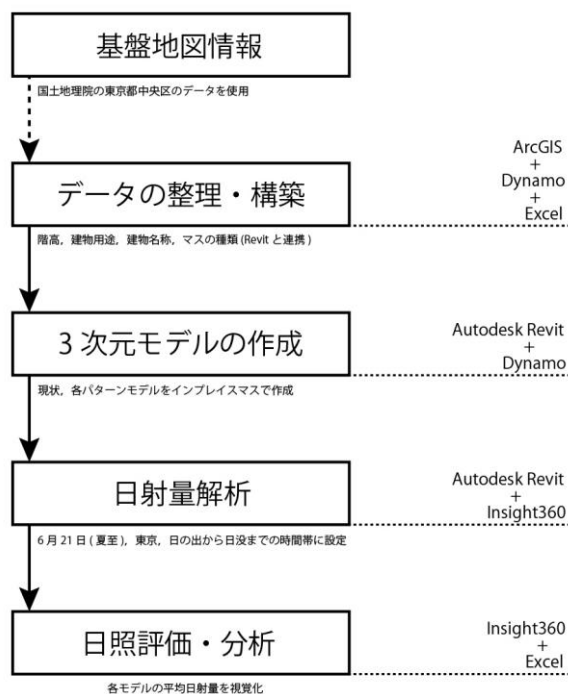 基盤地図情報
国土地理院の東京都中央区のデータを使用
ArcGIS
+
Dynamo
+
Excel
データの整理・構築
階高, 建物用途, 建物名称, マスの種類(Revitと連携)
3次元モデルの作成
Autodesk Revit
+
Dynamo
現状, 各パターンモデルをインプレイスマスで作成
日射量解析
Autodesk Revit
+
Insight360
6月21日(夏至), 東京, 日の出から日没までの時間帯に設定
日照評価・分析
Insight360
+
Excel
各モデルの平均日射量を視覚化